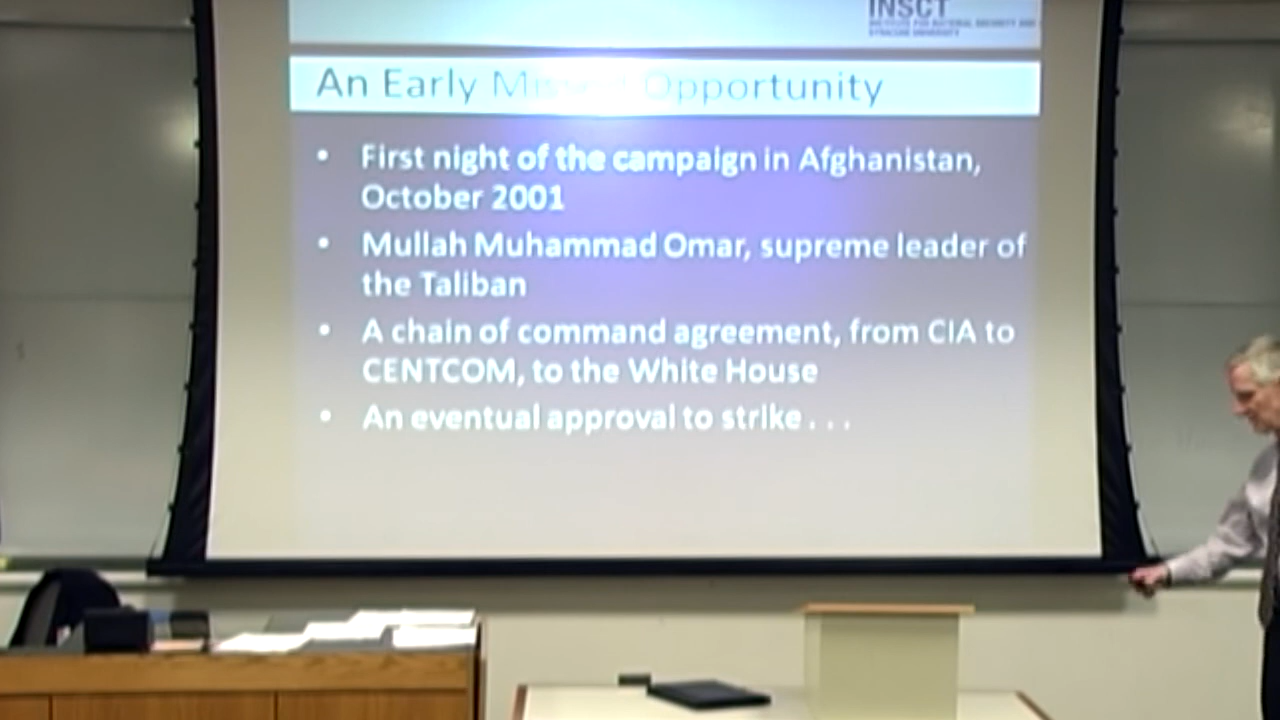 INSCT
INSTITUTE FOR NATIONAL SECURITY AND
SYRACUSE UNIVERSITY
An Early Missed Opportunity
• First night of the campaign in Afghanistan,
October 2001
• Mullah Muhammad Omar, supreme leader of
the Taliban
• A chain of command agreement, from CIA to
CENTCOM, to the White House
• An eventual approval to strike . . .